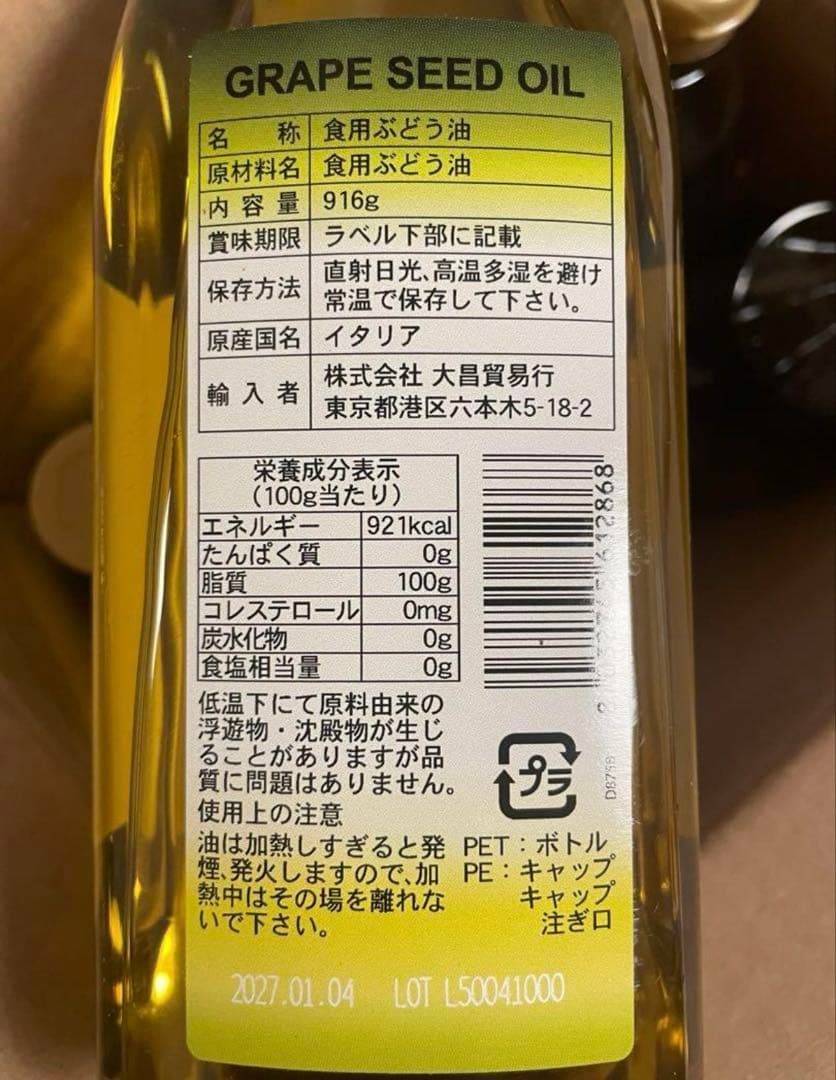 GRAPE SEED OIL
名 称 食用ぶどう油
原材料名 食用ぶどう油
内容量 916g
賞味期限 ラベル下部に記載
保存方法 直射日光、高温多湿を避け
常温で保存して下さい。
原産国名 イタリア
輸入者 株式会社 大昌貿易行
東京都港区六本木5-18-2
栄養成分表示
(100g当たり)
エネルギー 921kcal
たんぱく質 0g
脂質 100g
コレステロール 0mg
炭水化物 0g
食塩相当量 0g
低温下にて原料由来の
浮遊物・沈殿物が生じ
ることがありますが品
質に問題はありません。
使用上の注意
油は加熱しすぎると発
煙、発火しますので、加
熱中はその場を離れな
いで下さい。
プラ
PET:ボトル
PE:キャップ
キャップ
注ぎ口
2027.01.04 LOT L50041000